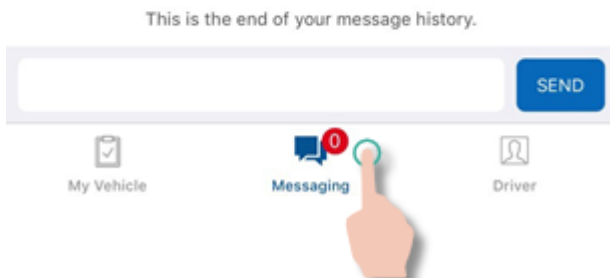 This is the end of your message history.
SEND
0
My Vehicle
Messaging
Driver